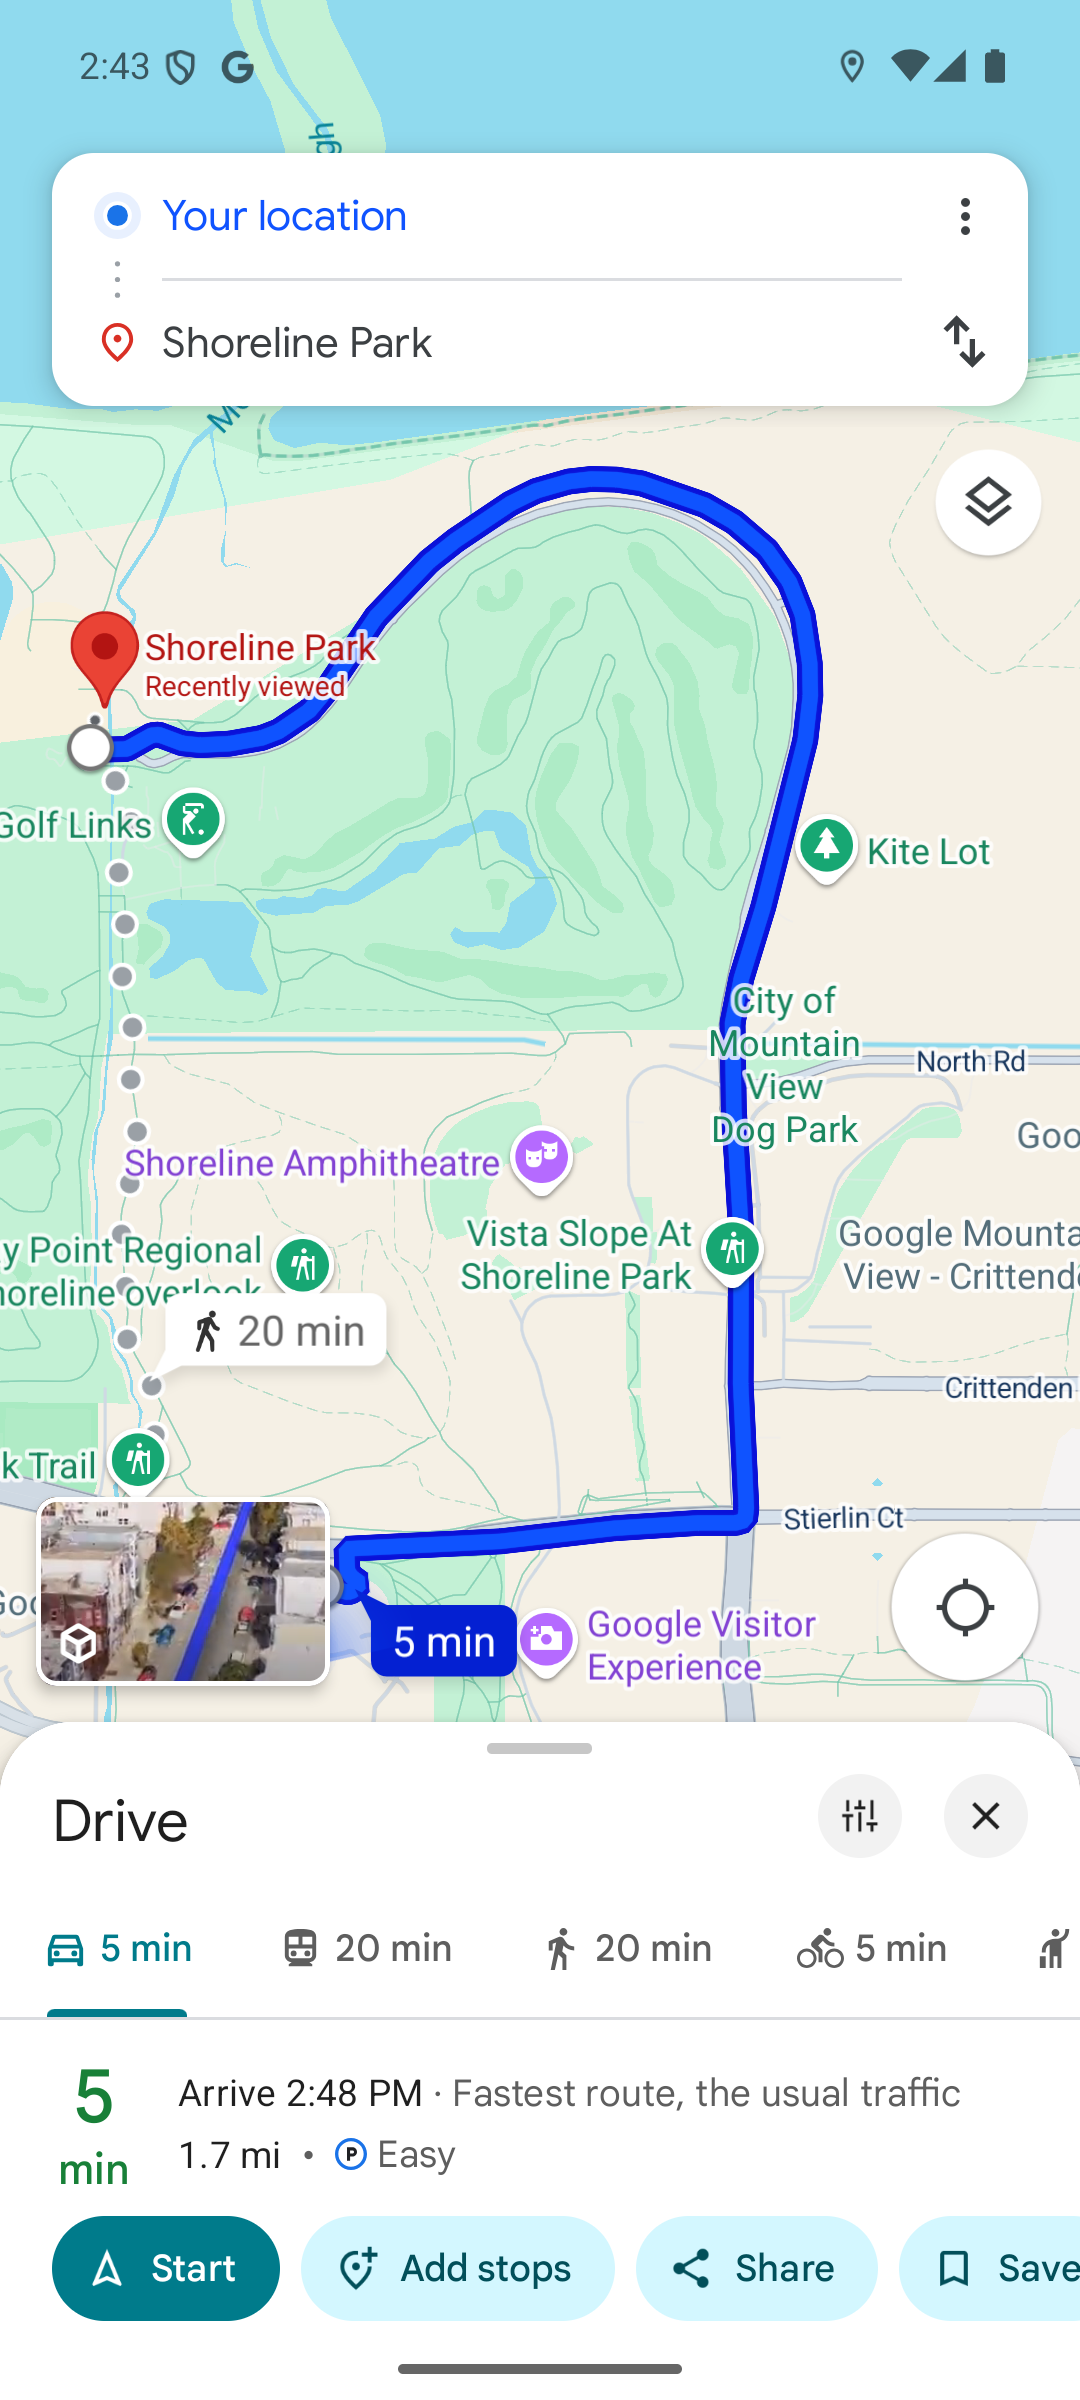 2:43
gh
Your location
Shoreline Park
Shoreline Park
Recently viewed
Golf Links
Kite Lot
City of
Mountain
View
Dog Park
North Rd
Goo
Shoreline Amphitheatre
Vista Slope At
Shoreline Park
Google Mounta
View - Crittend
y Point Regional
horeline overlook
20 min
Crittenden
k Trail
Stierlin Ct
5 min
Google Visitor
Experience
Drive
5 min
20 min
20 min
5 min
5
min
Arrive 2:48 PM · Fastest route, the usual traffic
1.7 mi • P Easy
Start
Add stops
Share
Save